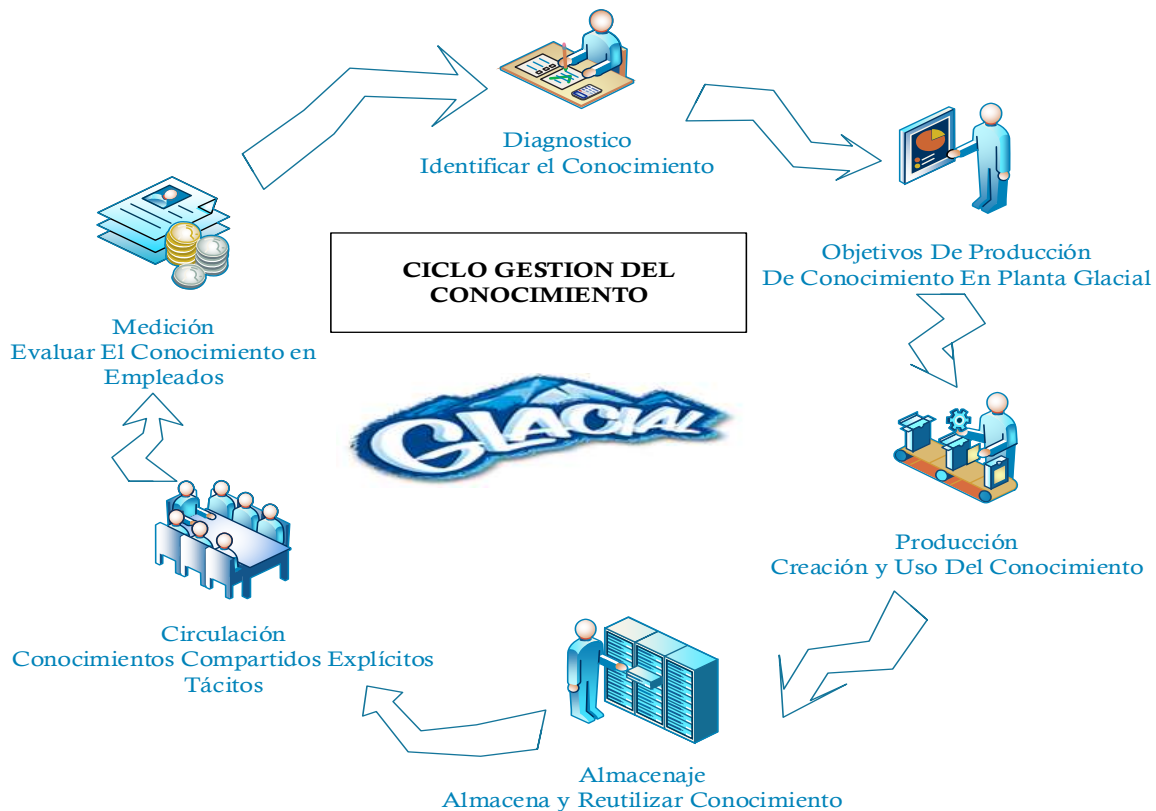 Diagnostico
Identificar el Conocimiento
Objetivos De Producción
De Conocimiento En Planta Glacial
CICLO GESTION DEL
CONOCIMIENTO
Medición
Evaluar El Conocimiento en
Empleados
GLACIAL
Producción
Creación y Uso Del Conocimiento
Circulación
Conocimientos Compartidos Explícitos
Tácitos
Almacenaje
Almacena y Reutilizar Conocimiento